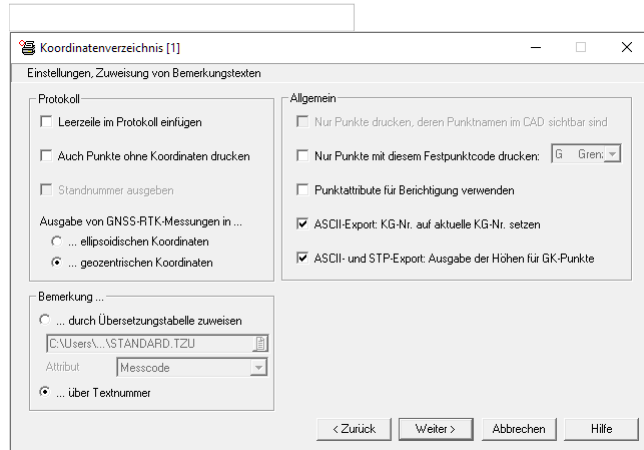 Koordinatenverzeichnis [1]
Einstellungen, Zuweisung von Bemerkungstexten
Protokoll
Leerzeile im Protokoll einfügen
Auch Punkte ohne Koordinaten drucken
Standnummer ausgeben
Ausgabe von GNSS-RTK-Messungen in ...
... ellipsoidischen Koordinaten
... geozentrischen Koordinaten
Bemerkung ...
... durch Übersetzungstabelle zuweisen
C:\Users\...\STANDARD.TZU
Attribut Messcode
... über Textnummer
Allgemein
Nur Punkte drucken, deren Punktnamen im CAD sichtbar sind
Nur Punkte mit diesem Festpunktcode drucken: G Gren:
Punktattribute für Berichtigung verwenden
ASCII-Export: KG-Nr. auf aktuelle KG-Nr. setzen
ASCII- und STP-Export: Ausgabe der Höhen für GK-Punkte
< Zurück Weiter > Abbrechen Hilfe